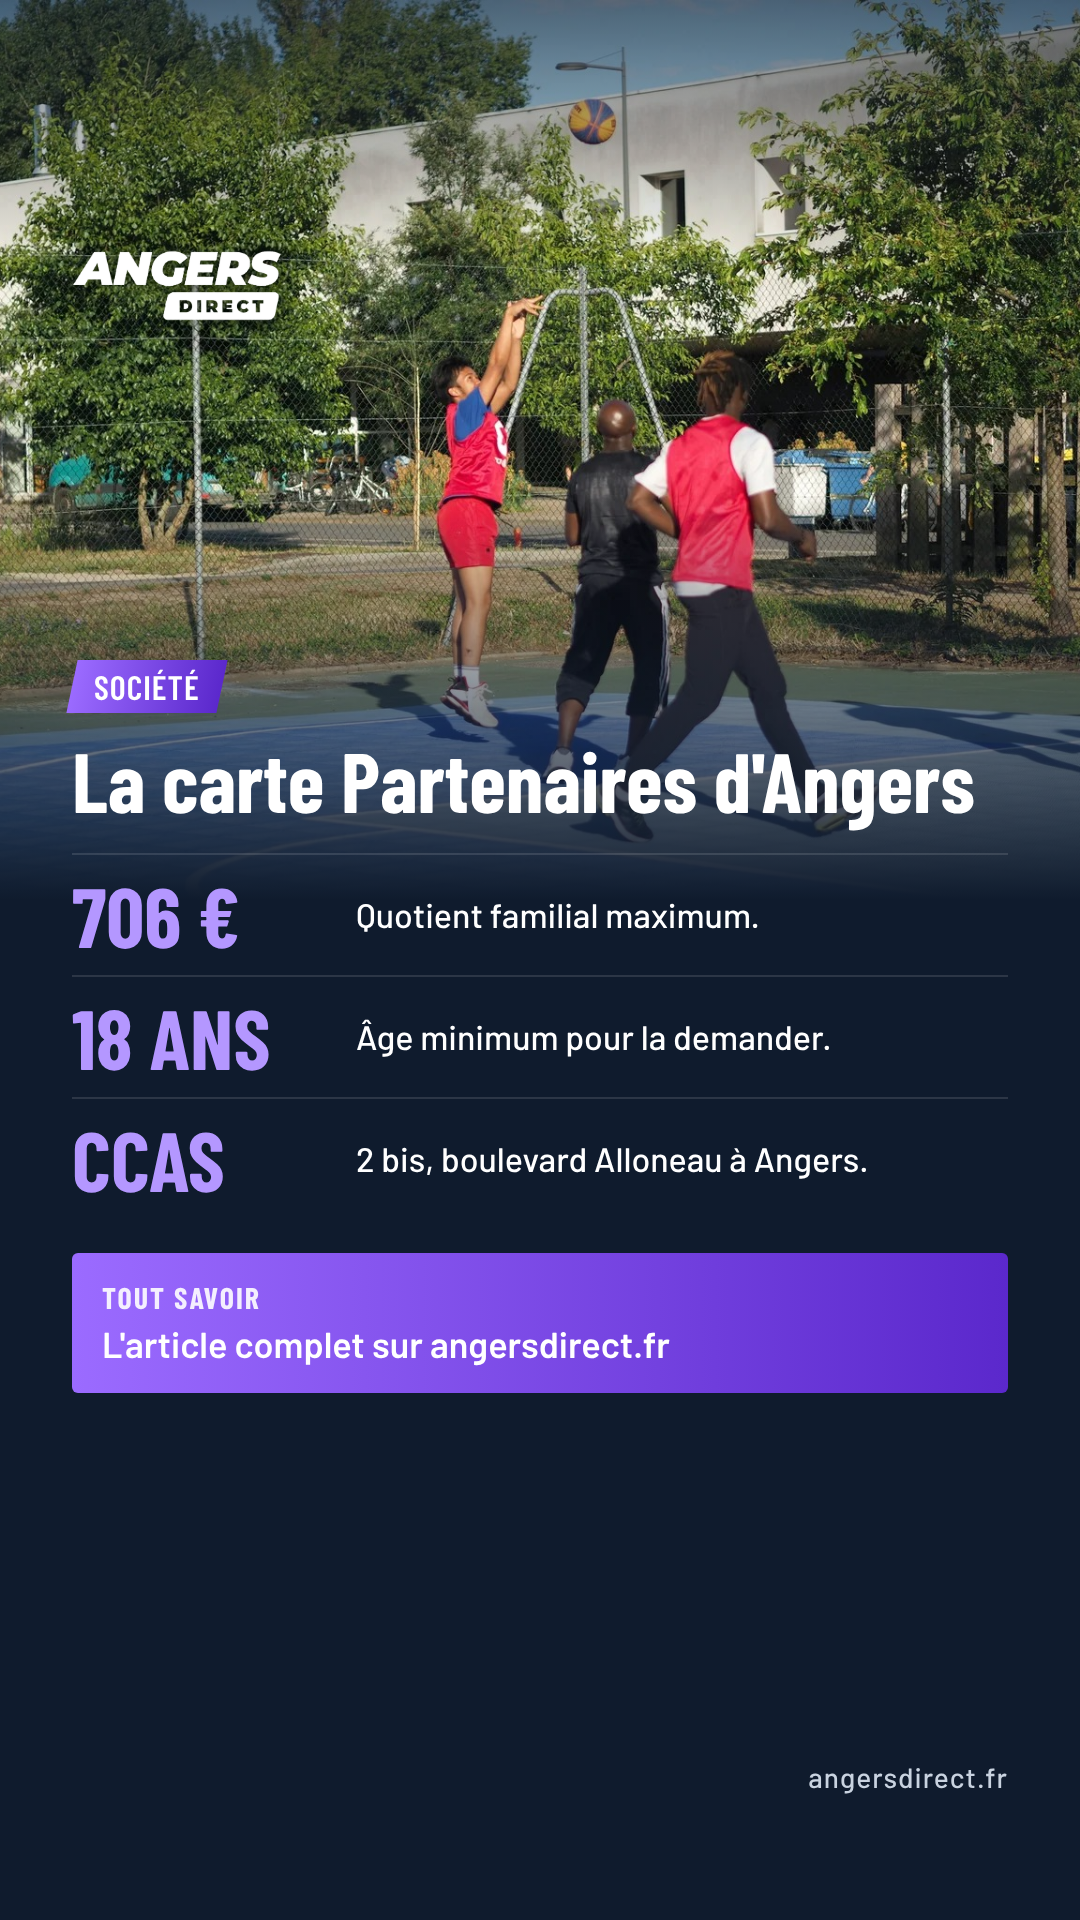 ANGERS
DIRECT
SOCIÉTÉ
La carte Partenaires d'Angers
706 €
Quotient familial maximum.
18 ANS
Âge minimum pour la demander.
CCAS
2 bis, boulevard Alloneau à Angers.
TOUT SAVOIR
L'article complet sur angersdirect.fr
angersdirect.fr